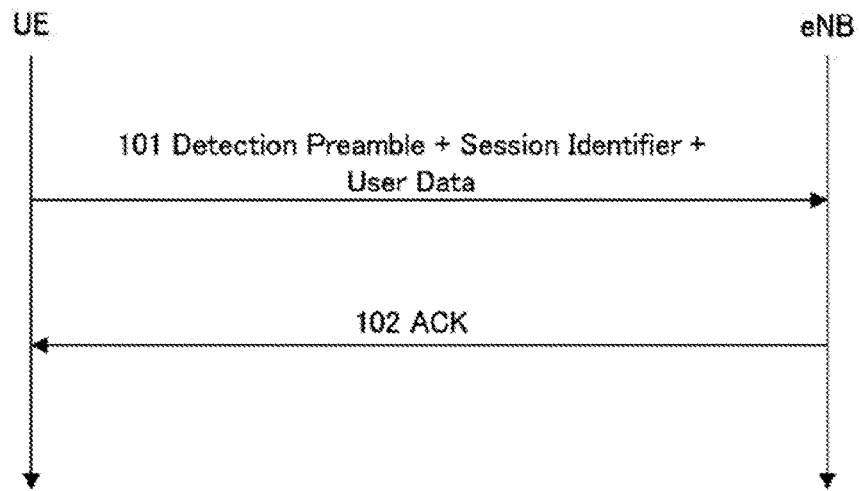 UE
eNB
101 Detection Preamble + Session Identifier +
User Data
102 ACK